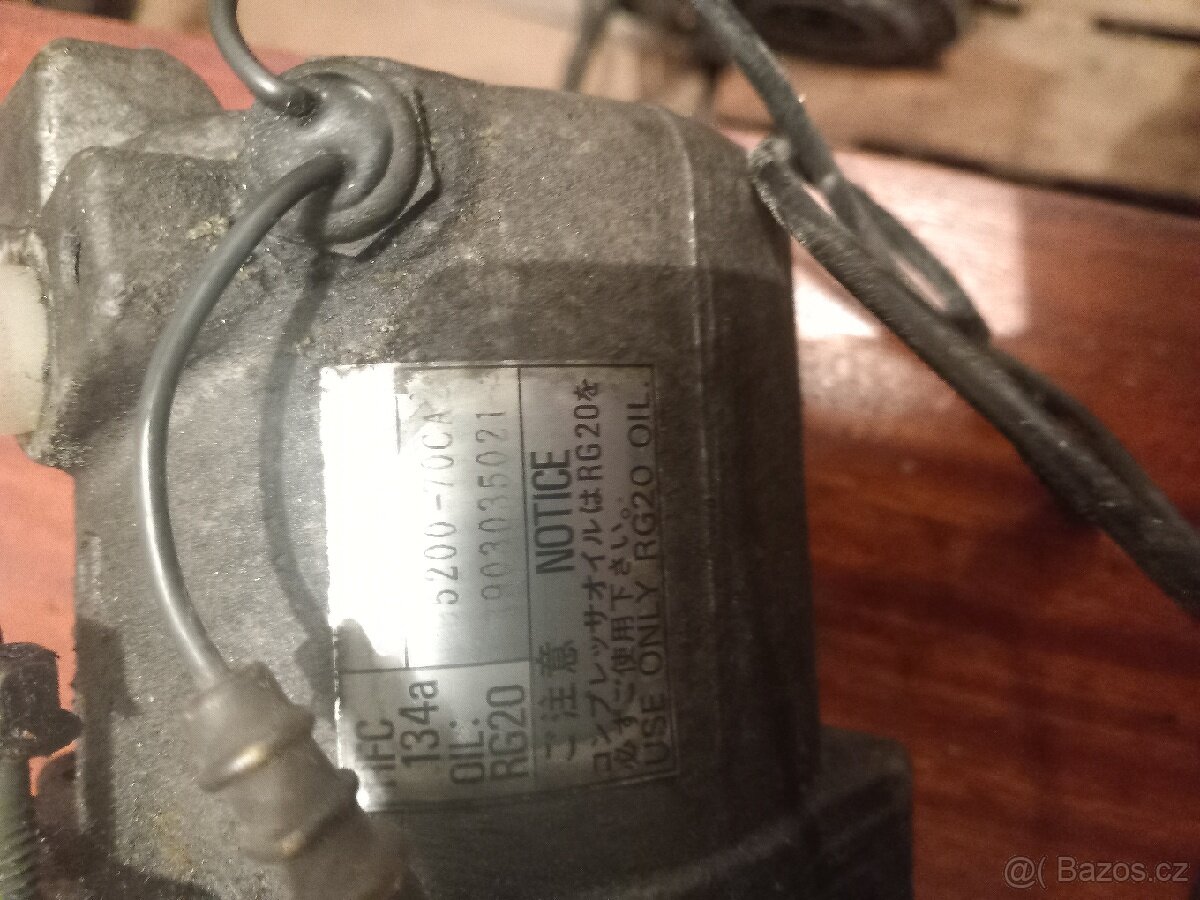 5200-70CA
903035021
HFC
134a
OIL:
RG20
ご注意 NOTICE
コンプレッサオイルはRG20を
必ずご使用下さい。
USE ONLY RG20 OIL.
@( Bazos.cz